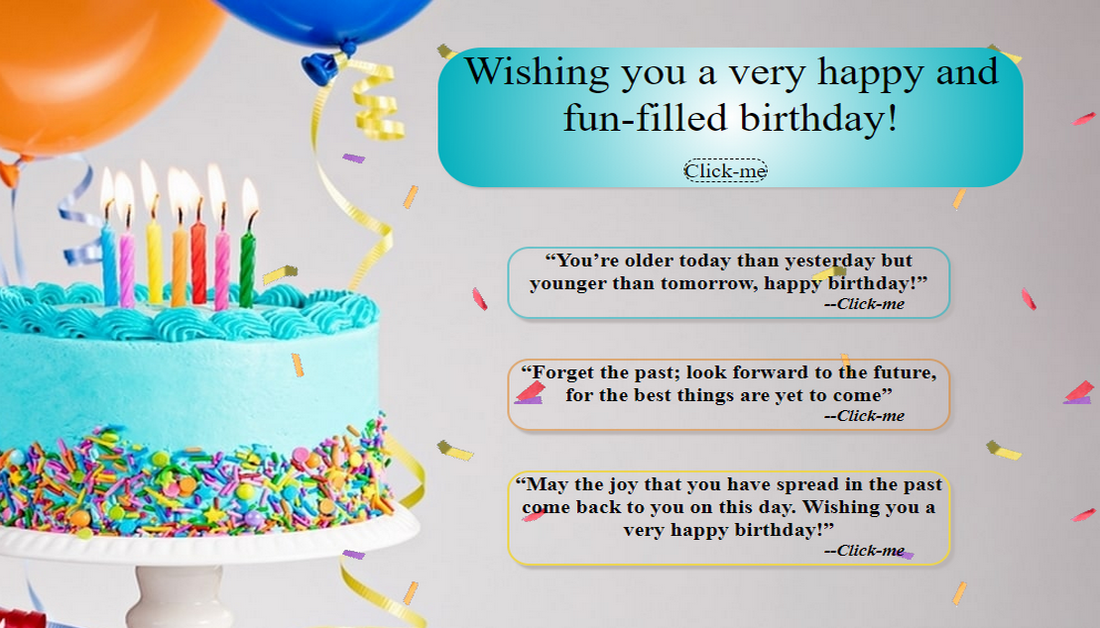 Wishing you a very happy and
fun-filled birthday!
Click-me
“You’re older today than yesterday but
younger than tomorrow, happy birthday!”
--Click-me
“Forget the past; look forward to the future,
for the best things are yet to come”
--Click-me
“May the joy that you have spread in the past
come back to you on this day. Wishing you a
very happy birthday!”
--Click-me